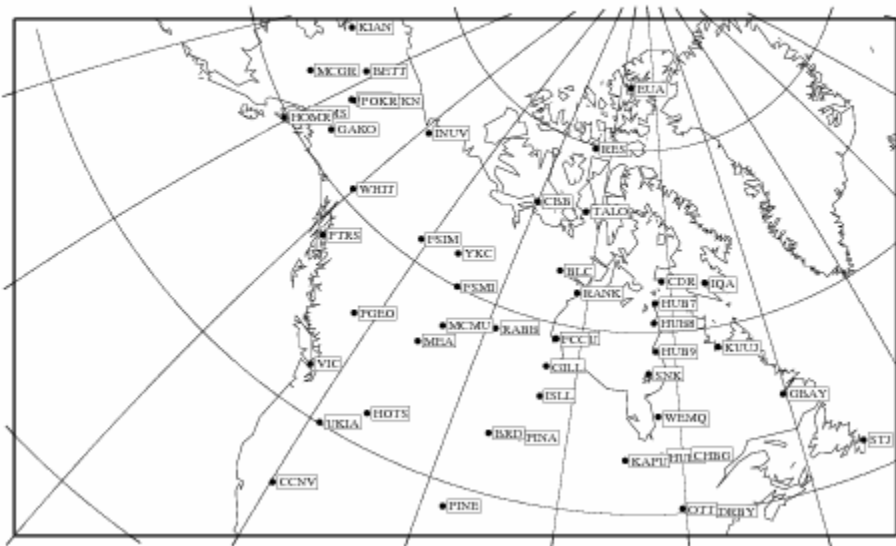 KIAN
MCGR
BETT
EUA
POKR
KN
HOMR
GAKO
INUV
RES
WHIT
CBB
TALO
PTRS
FSIM
YKC
BLC
CDR
IQA
FSMI
RANK
HUB7
PGEO
MCMU
RABB
HUB8
MEA
FCCU
HUB9
KUUJ
VIC
GILL
SNK
ISLL
GBAY
HOTS
UKIA
WEMQ
BRD
PINA
STJ
KAPU
CHBG
CCNV
PINE
OTT
DRBY